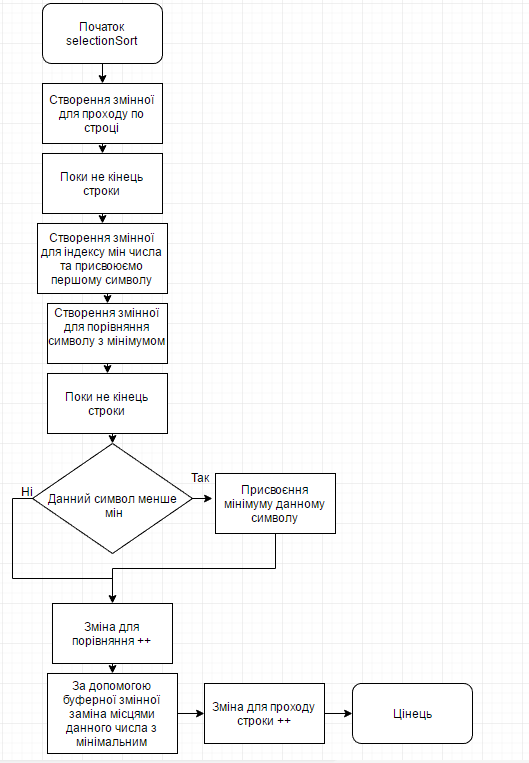 Початок
selectionSort
Створення змінної
для проходу по
строці
Поки не кінець
строки
Створення змінної
для індексу мін числа
та присвоюємо
першому символу
Створення змінної
для порівняння
символу з мінімумом
Поки не кінець
строки
Данний символ менше
мін
Ні
Так
Присвоєння
мінімуму данному
символу
Зміна для
порівняння ++
За допомогою
буферної змінної
заміна місцями
данного числа з
мінімальним
Зміна для проходу
строки ++
Цінець